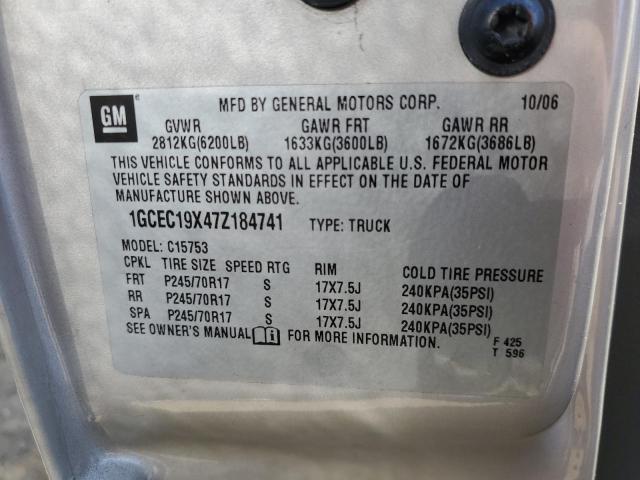 GM
MFD BY GENERAL MOTORS CORP. 10/06
GVWR GAWR FRT GAWR RR
2812KG(6200LB) 1633KG(3600LB) 1672KG(3686LB)
THIS VEHICLE CONFORMS TO ALL APPLICABLE U.S. FEDERAL MOTOR
VEHICLE SAFETY STANDARDS IN EFFECT ON THE DATE OF
MANUFACTURE SHOWN ABOVE.
1GCEC19X47Z184741 TYPE: TRUCK
MODEL: C15753
CPKL TIRE SIZE SPEED RTG RIM COLD TIRE PRESSURE
FRT P245/70R17 S 17X7.5J 240KPA(35PSI)
RR P245/70R17 S 17X7.5J 240KPA(35PSI)
SPA P245/70R17 S 17X7.5J 240KPA(35PSI)
SEE OWNER'S MANUAL FOR MORE INFORMATION.
F 425
T 596